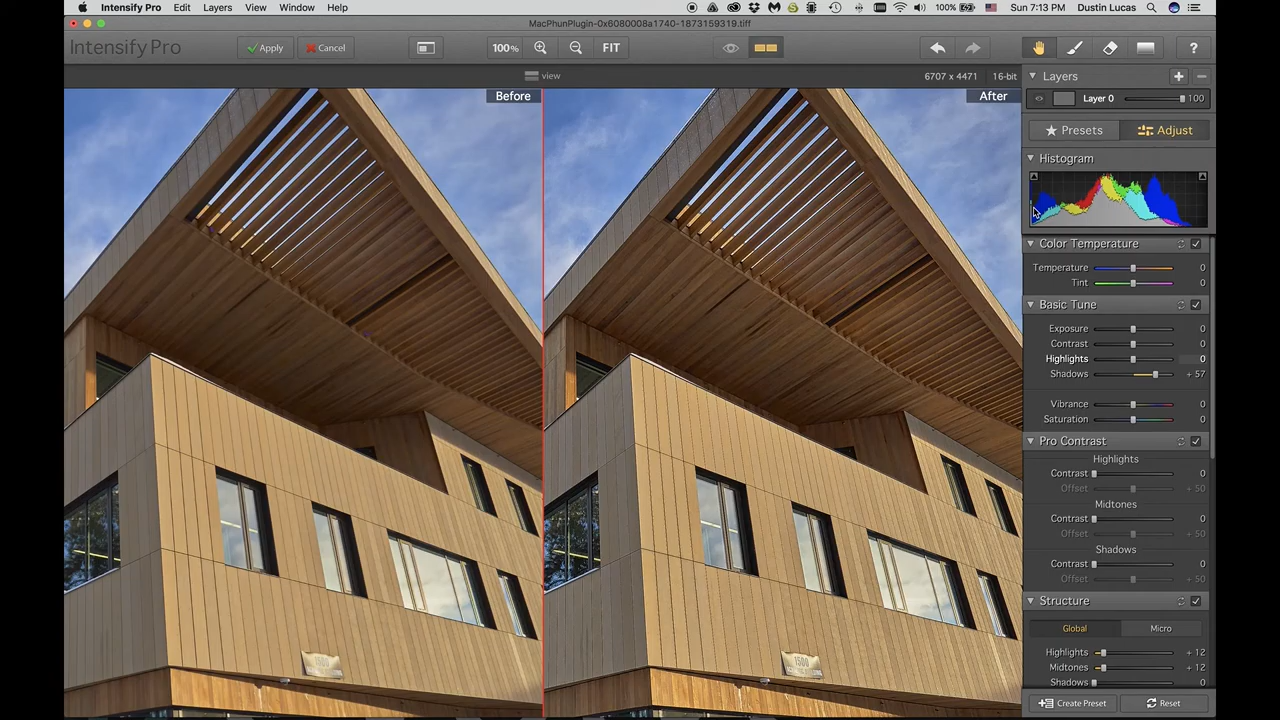 Intensify Pro Edit Layers View Window Help 100% Sun 7:13 PM Dustin Lucas
MacPhunPlugin-0x6080008a1740-1873159319.tiff
Intensify Pro Apply Cancel 100% FIT ?
view 6707 x 4471 16-bit Layers
Before After
Layer 0 100
Presets Adjust
Histogram
Color Temperature
Temperature 0
Tint 0
Basic Tune
Exposure 0
Contrast 0
Highlights 0
Shadows + 57
Vibrance 0
Saturation 0
Pro Contrast
Highlights
Contrast 0
Offset + 50
Midtones
Contrast 0
Offset + 50
Shadows
Contrast 0
Offset + 50
Structure
Global Micro
Highlights + 12
Midtones + 12
Shadows 0
Create Preset Reset
1500 1500